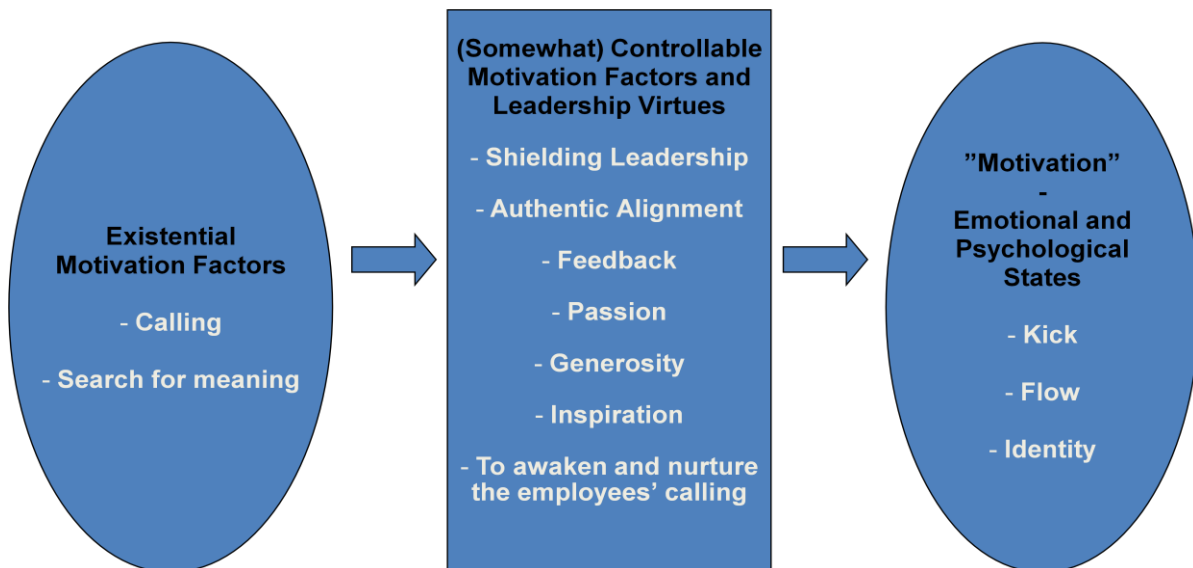 Existential
Motivation Factors
- Calling
- Search for meaning
(Somewhat) Controllable
Motivation Factors and
Leadership Virtues
- Shielding Leadership
- Authentic Alignment
- Feedback
- Passion
- Generosity
- Inspiration
- To awaken and nurture
the employees’ calling
”Motivation”
-
Emotional and
Psychological
States
- Kick
- Flow
- Identity